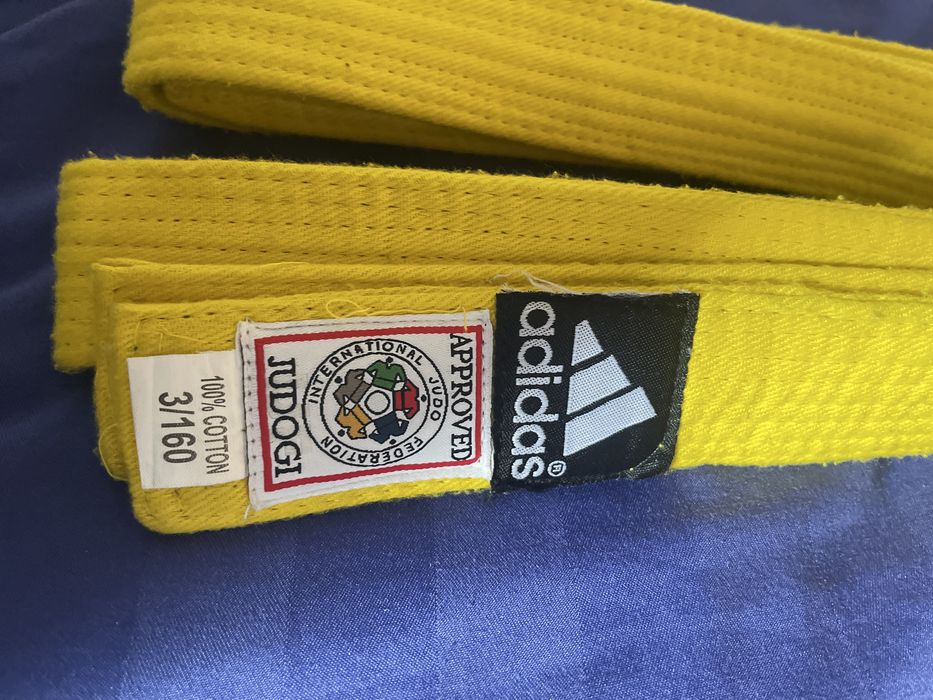 100% COTTON
3/160
APPROVED
INTERNATIONAL JUDO FEDERATION
JUDOGI
adidas®